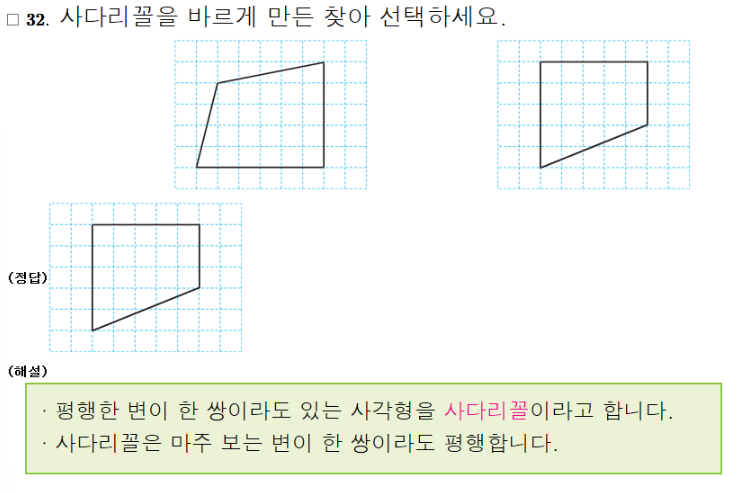 □ 32. 사다리꼴을 바르게 만든 찾아 선택하세요.
(정답)
(해설)
· 평행한 변이 한 쌍이라도 있는 사각형을 사다리꼴이라고 합니다.
· 사다리꼴은 마주 보는 변이 한 쌍이라도 평행합니다.